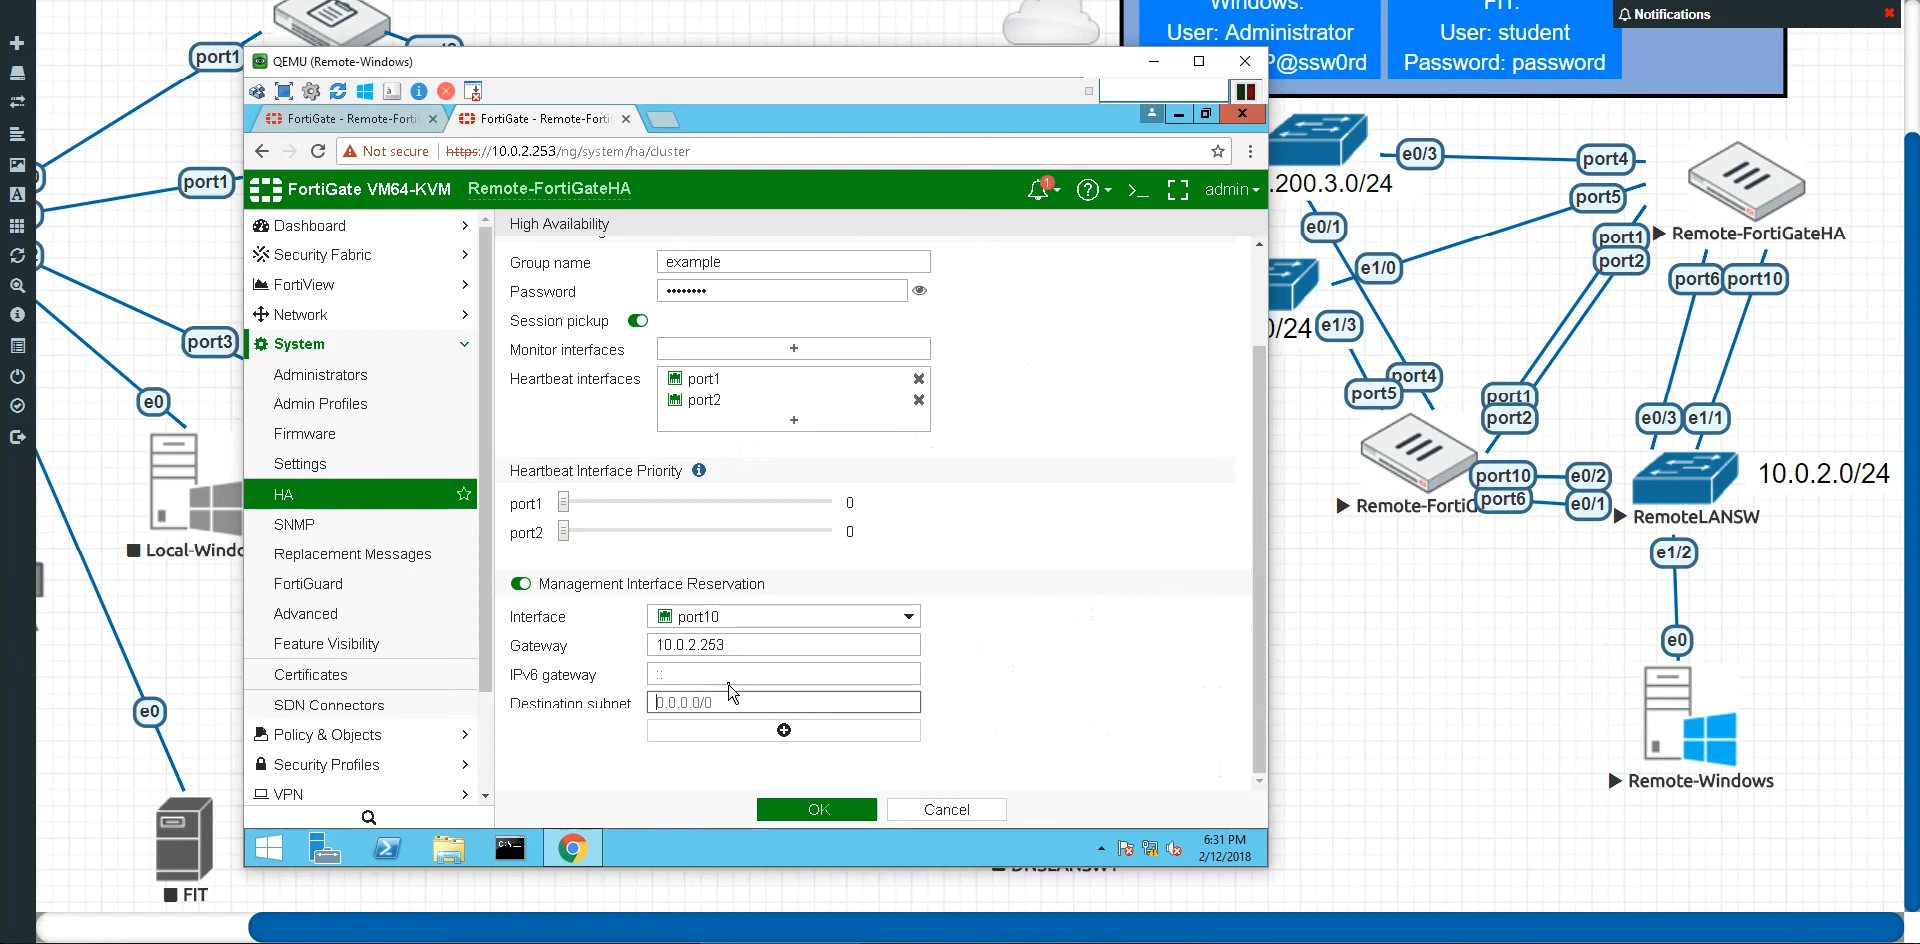 Windows:
FIT:
Notifications
User: Administrator
User: student
P@ssw0rd
Password: password
port1
QEMU (Remote-Windows)
FortiGate - Remote-Forti
FortiGate - Remote-Forti
Not secure
https://10.0.2.253/ng/system/ha/cluster
FortiGate VM64-KVM
Remote-FortiGateHA
1
admin
Dashboard
Security Fabric
FortiView
Network
System
Administrators
Admin Profiles
Firmware
Settings
HA
SNMP
Replacement Messages
FortiGuard
Advanced
Feature Visibility
Certificates
SDN Connectors
Policy & Objects
Security Profiles
VPN
High Availability
Group name
example
Password
••••••••
Session pickup
Monitor interfaces
+
Heartbeat interfaces
port1
port2
+
Heartbeat Interface Priority
port1
0
port2
0
Management Interface Reservation
Interface
port10
Gateway
10.0.2.253
IPv6 gateway
::
Destination subnet
0.0.0.0/0
OK
Cancel
6:31 PM
2/12/2018
port1
port3
e0
Local-Windo
e0
FIT
e0/3
port4
.200.3.0/24
port5
e0/1
port1
Remote-FortiGateHA
port2
e1/0
port6
port10
0/24
e1/3
port4
port5
port1
port2
e0/3
e1/1
port10
e0/2
10.0.2.0/24
port6
e0/1
Remote-FortiG
RemoteLANSW
e1/2
e0
Remote-Windows